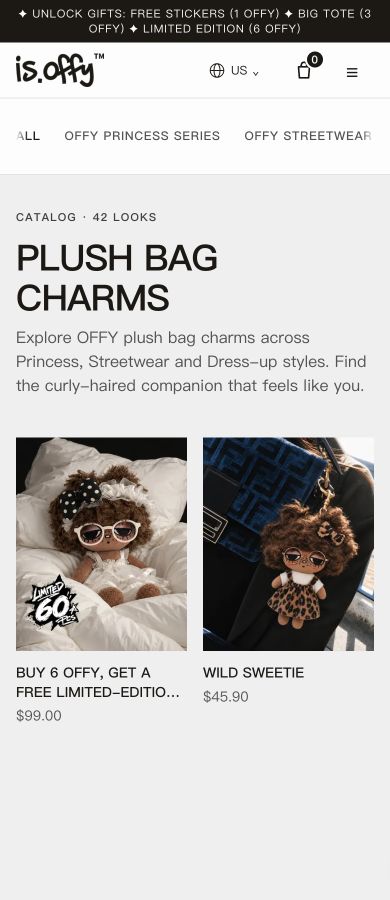 ✦ UNLOCK GIFTS: FREE STICKERS (1 OFFY) ✦ BIG TOTE (3
OFFY) ✦ LIMITED EDITION (6 OFFY)
is.offy™
US
0
ALL
OFFY PRINCESS SERIES
OFFY STREETWEAR
CATALOG · 42 LOOKS
PLUSH BAG
CHARMS
Explore OFFY plush bag charms across
Princess, Streetwear and Dress-up styles. Find
the curly-haired companion that feels like you.
LIMITED
60
PCS
BUY 6 OFFY, GET A
FREE LIMITED-EDITIO...
$99.00
WILD SWEETIE
$45.90